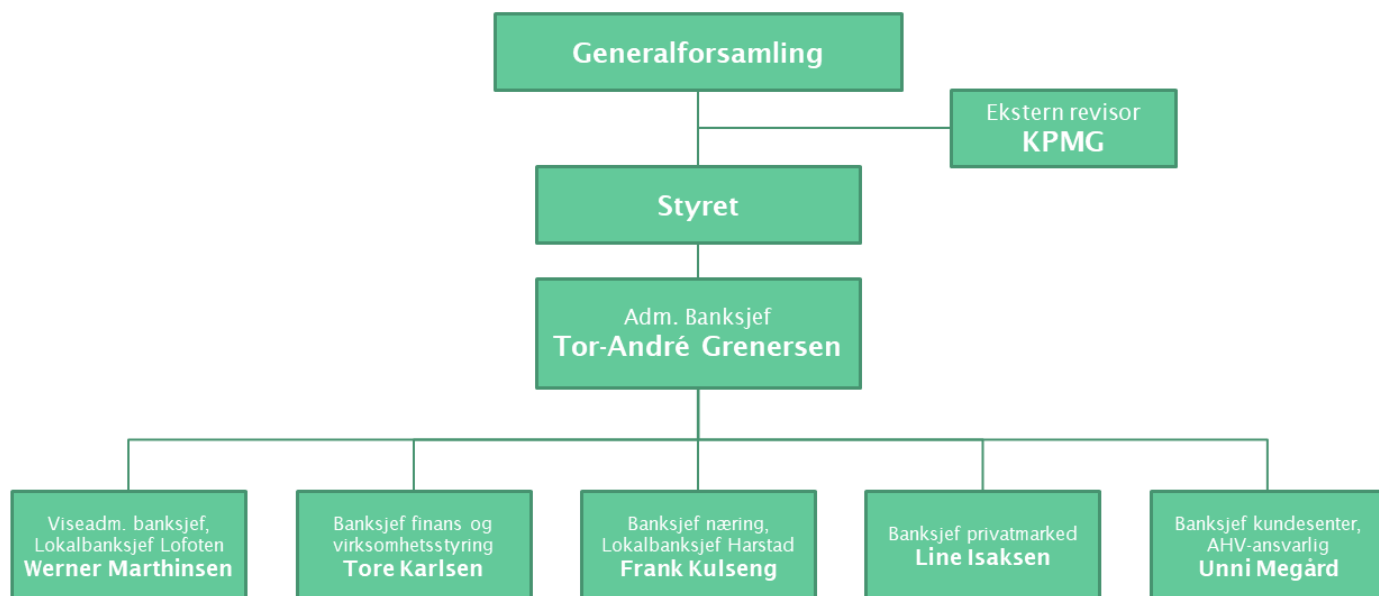 Generalforsamling
Ekstern revisor
KPMG
Styret
Adm. Banksjef
Tor-André Grenersen
Viseadm. banksjef,
Lokalbanksjef Lofoten
Werner Marthinsen
Banksjef finans og
virksomhetsstyring
Tore Karlsen
Banksjef næring,
Lokalbanksjef Harstad
Frank Kulseng
Banksjef privatmarked
Line Isaksen
Banksjef kundesenter,
AHV-ansvarlig
Unni Megård